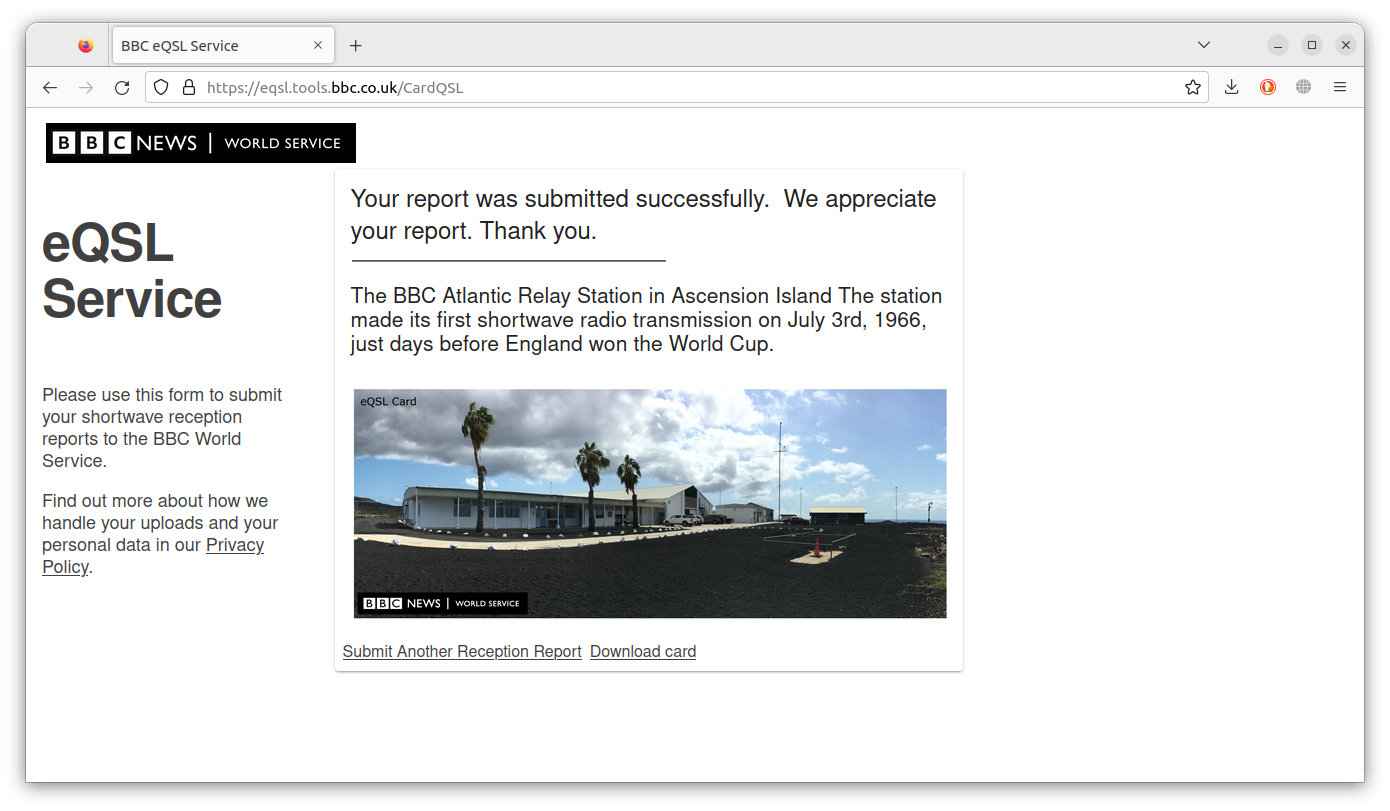 BBC eQSL Service
https://eqsl.tools.bbc.co.uk/CardQSL
BBC NEWS | WORLD SERVICE
eQSL
Service
Please use this form to submit
your shortwave reception
reports to the BBC World
Service.
Find out more about how we
handle your uploads and your
personal data in our Privacy
Policy.
Your report was submitted successfully.  We appreciate
your report. Thank you.
The BBC Atlantic Relay Station in Ascension Island The station
made its first shortwave radio transmission on July 3rd, 1966,
just days before England won the World Cup.
eQSL Card
BBC NEWS | WORLD SERVICE
Submit Another Reception Report Download card